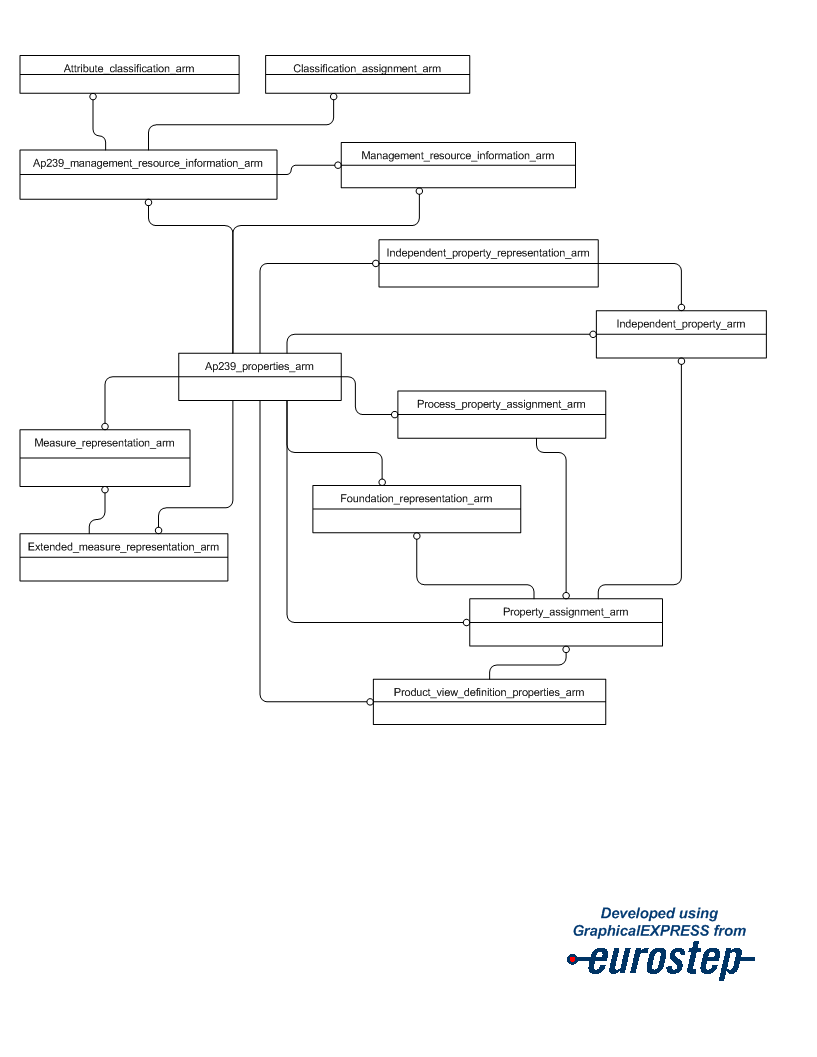 Attribute_classification_arm
Classification_assignment_arm
Ap239_management_resource_information_arm
Management_resource_information_arm
Independent_property_representation_arm
Independent_property_arm
Ap239_properties_arm
Process_property_assignment_arm
Measure_representation_arm
Foundation_representation_arm
Extended_measure_representation_arm
Property_assignment_arm
Product_view_definition_properties_arm
Developed using
GraphicalEXPRESS from
eurostep